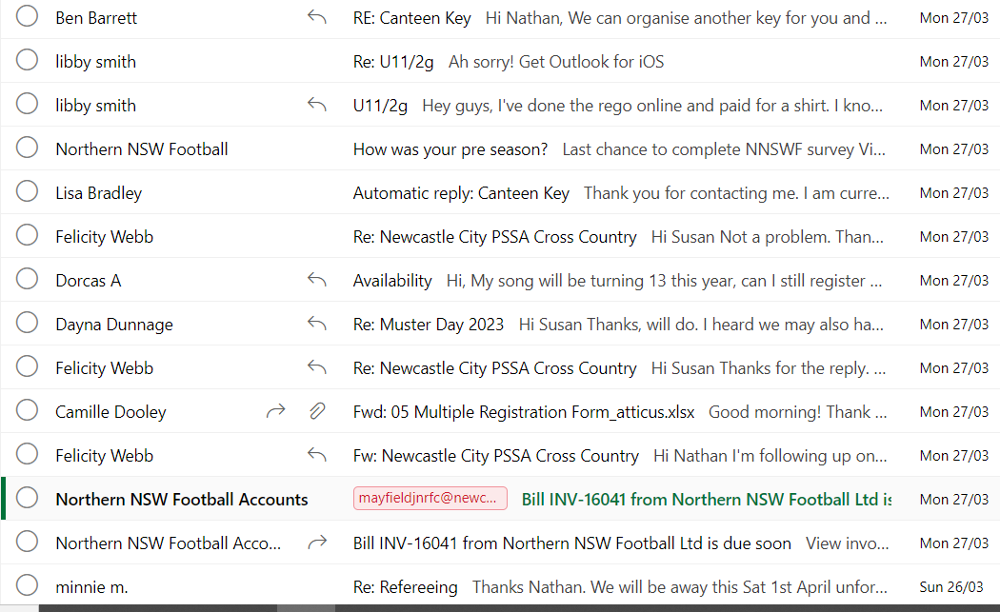 Ben Barrett RE: Canteen Key Hi Nathan, We can organise another key for you and ... Mon 27/03
libby smith Re: U11/2g Ah sorry! Get Outlook for iOS Mon 27/03
libby smith U11/2g Hey guys, I've done the rego online and paid for a shirt. I kno... Mon 27/03
Northern NSW Football How was your pre season? Last chance to complete NNSWF survey Vi... Mon 27/03
Lisa Bradley Automatic reply: Canteen Key Thank you for contacting me. I am curre... Mon 27/03
Felicity Webb Re: Newcastle City PSSA Cross Country Hi Susan Not a problem. Than... Mon 27/03
Dorcas A Availability Hi, My song will be turning 13 this year, can I still register ... Mon 27/03
Dayna Dunnage Re: Muster Day 2023 Hi Susan Thanks, will do. I heard we may also ha... Mon 27/03
Felicity Webb Re: Newcastle City PSSA Cross Country Hi Susan Thanks for the reply. ... Mon 27/03
Camille Dooley Fwd: 05 Multiple Registration Form_atticus.xlsx Good morning! Thank ... Mon 27/03
Felicity Webb Fw: Newcastle City PSSA Cross Country Hi Nathan I'm following up on... Mon 27/03
Northern NSW Football Accounts mayfieldjnrfc@newc... Bill INV-16041 from Northern NSW Football Ltd is Mon 27/03
Northern NSW Football Acco... Bill INV-16041 from Northern NSW Football Ltd is due soon View invo... Mon 27/03
minnie m. Re: Refereeing Thanks Nathan. We will be away this Sat 1st April unfor... Sun 26/03